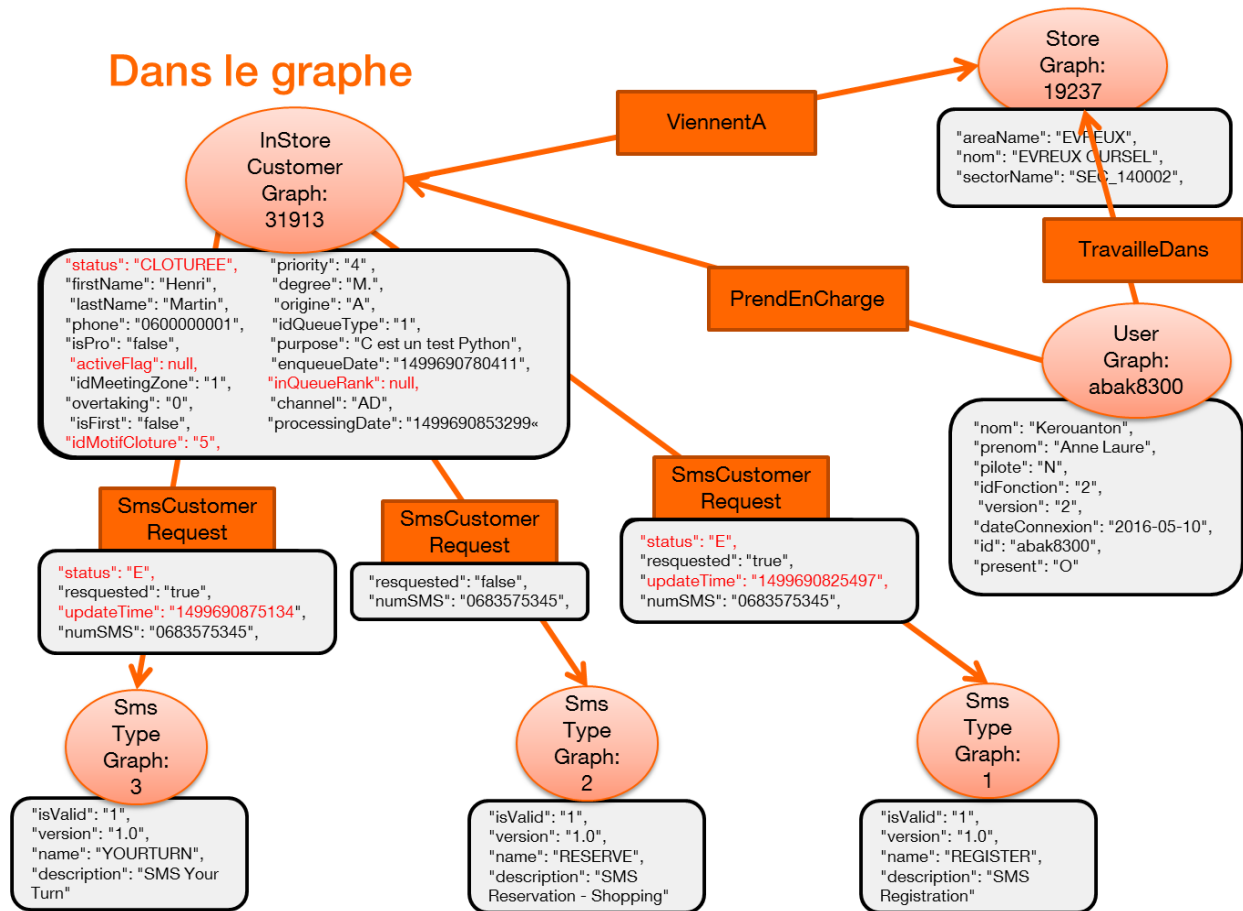 Dans le graphe
Store
Graph:
19237
ViennentA
"areaName": "EVREUX",
"nom": "EVREUX OURSEL",
"sectorName": "SEC_140002",
InStore
Customer
Graph:
31913
TravailleDans
PrendEnCharge
User
Graph:
abak8300
"status": "CLOTUREE",
"firstName": "Henri",
"lastName": "Martin",
"phone": "0600000001",
"isPro": "false",
"activeFlag": null,
"idMeetingZone": "1",
"overtaking": "0",
"isFirst": "false",
"idMotifCloture": "5",
"priority": "4" ,
"degree": "M.",
"origine": "A",
"idQueueType": "1",
"purpose": "C est un test Python",
"enqueueDate": "1499690780411",
"inQueueRank": null,
"channel": "AD",
"processingDate": "1499690853299«
"nom": "Kerouanton",
"prenom": "Anne Laure",
"pilote": "N",
"idFonction": "2",
"version": "2",
"dateConnexion": "2016-05-10",
"id": "abak8300",
"present": "O"
SmsCustomer
Request
"status": "E",
"resquested": "true",
"updateTime": "1499690875134",
"numSMS": "0683575345",
SmsCustomer
Request
"resquested": "false",
"numSMS": "0683575345",
SmsCustomer
Request
"status": "E",
"resquested": "true",
"updateTime": "1499690825497",
"numSMS": "0683575345",
Sms
Type
Graph:
3
"isValid": "1",
"version": "1.0",
"name": "YOURTURN",
"description": "SMS Your
Turn"
Sms
Type
Graph:
2
"isValid": "1",
"version": "1.0",
"name": "RESERVE",
"description": "SMS
Reservation - Shopping"
Sms
Type
Graph:
1
"isValid": "1",
"version": "1.0",
"name": "REGISTER",
"description": "SMS
Registration"